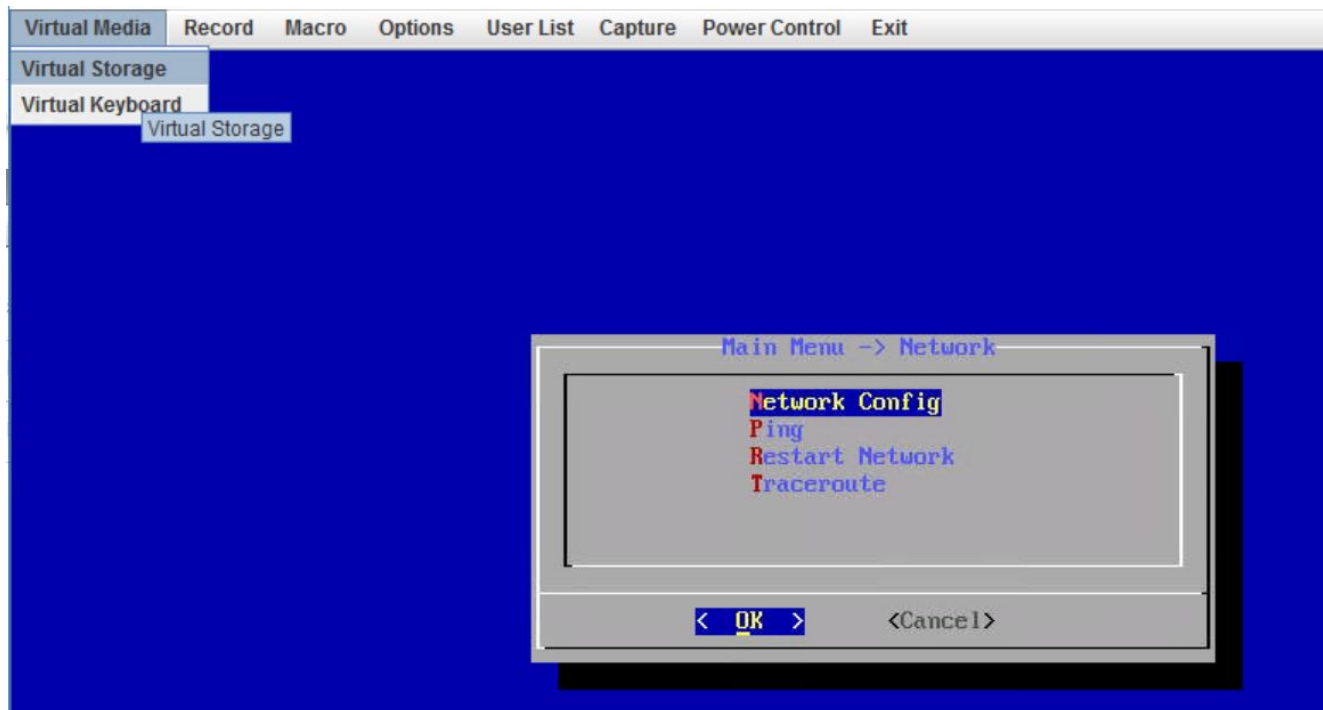 Virtual Media Record Macro Options User List Capture Power Control Exit
Virtual Storage
Virtual Keyboard
Virtual Storage
Main Menu -> Network
Network Config
Ping
Restart Network
Traceroute
< OK > <Cancel>